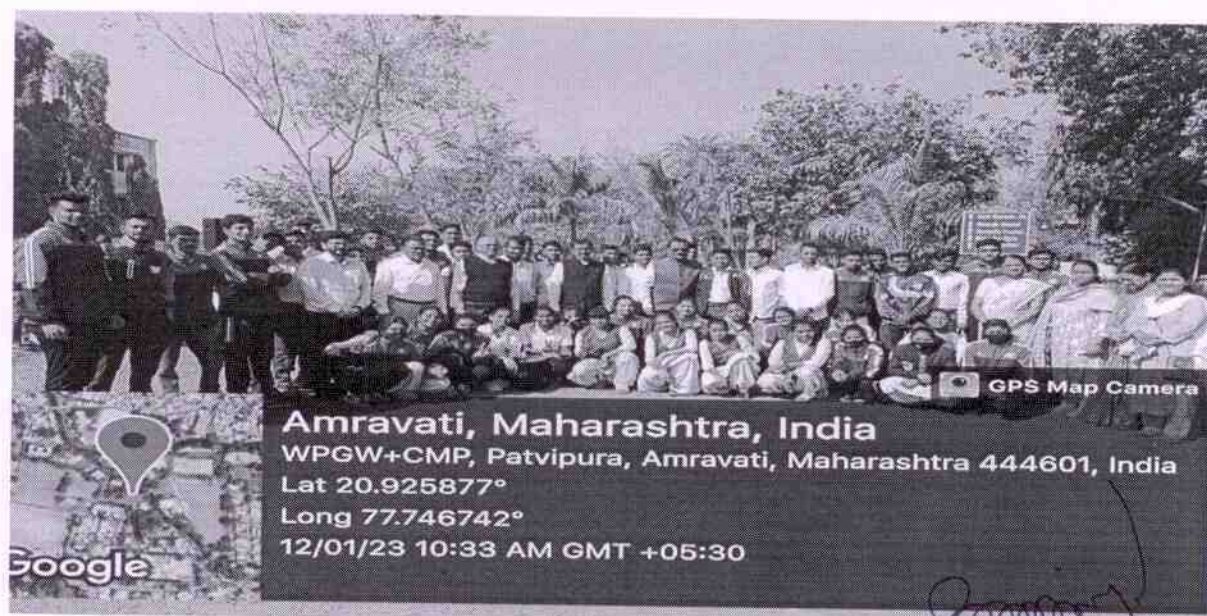 GPS Map Camera
Amravati, Maharashtra, India
WPGW+CMP, Patvipura, Amravati, Maharashtra 444601, India
Lat 20.925877°
Long 77.746742°
12/01/23 10:33 AM GMT +05:30
Google